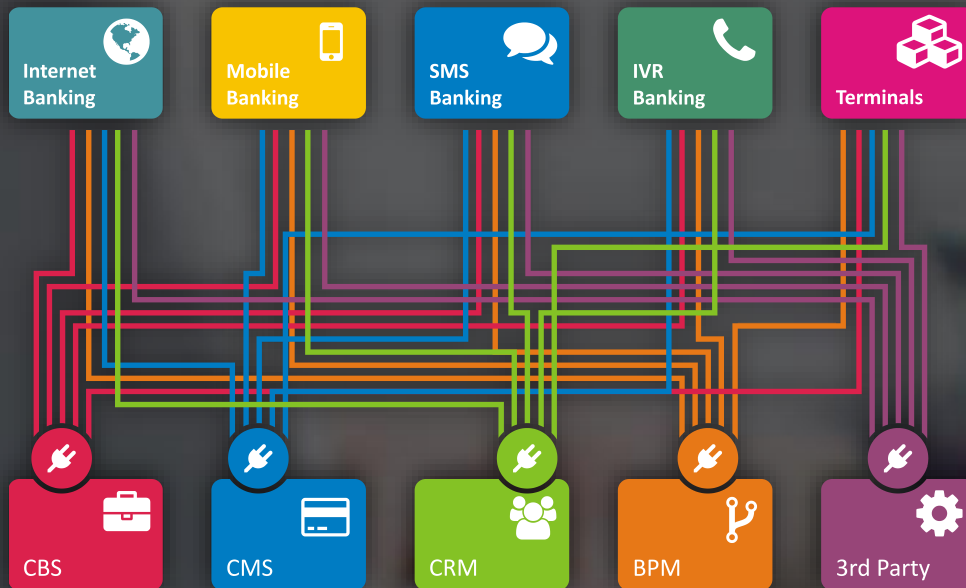 Internet
Banking
Mobile
Banking
SMS
Banking
IVR
Banking
Terminals
CBS
CMS
CRM
BPM
3rd Party